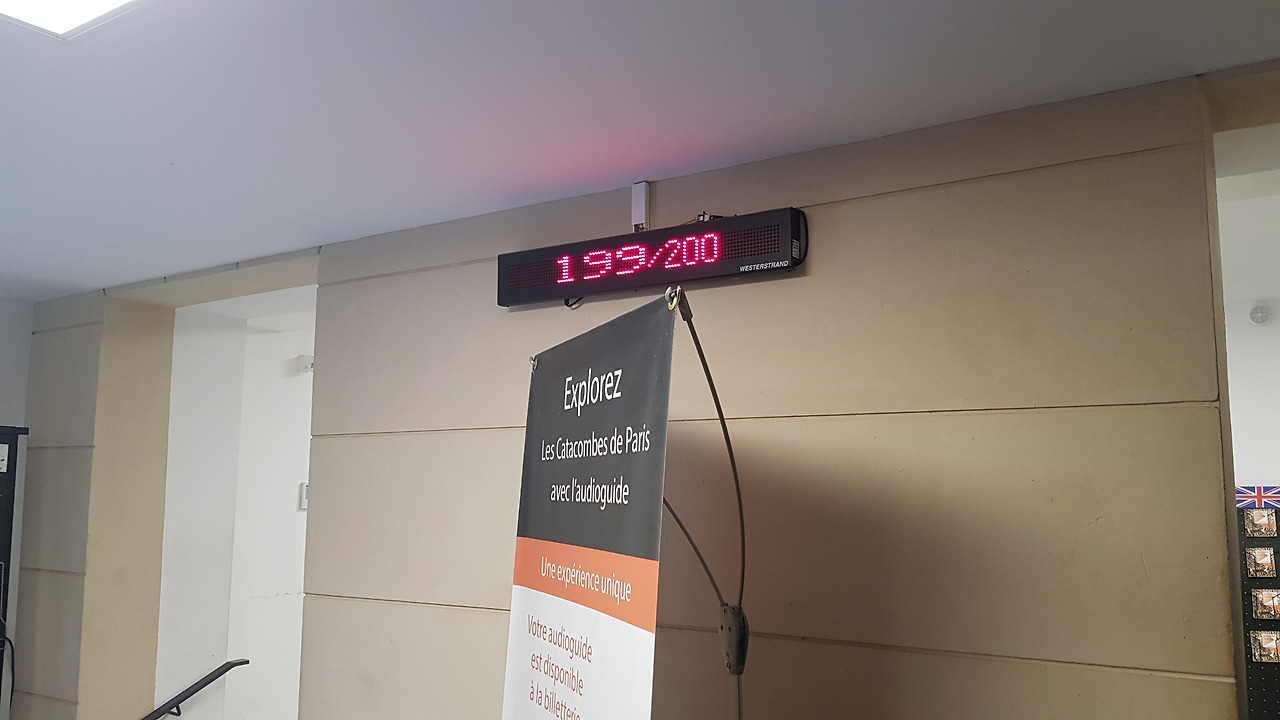 199/200
WESTERSTRAND
Explorez
Les Catacombes de Paris
avec l'audioguide
Une expérience unique
Votre audioguide
est disponible
à la billetterie